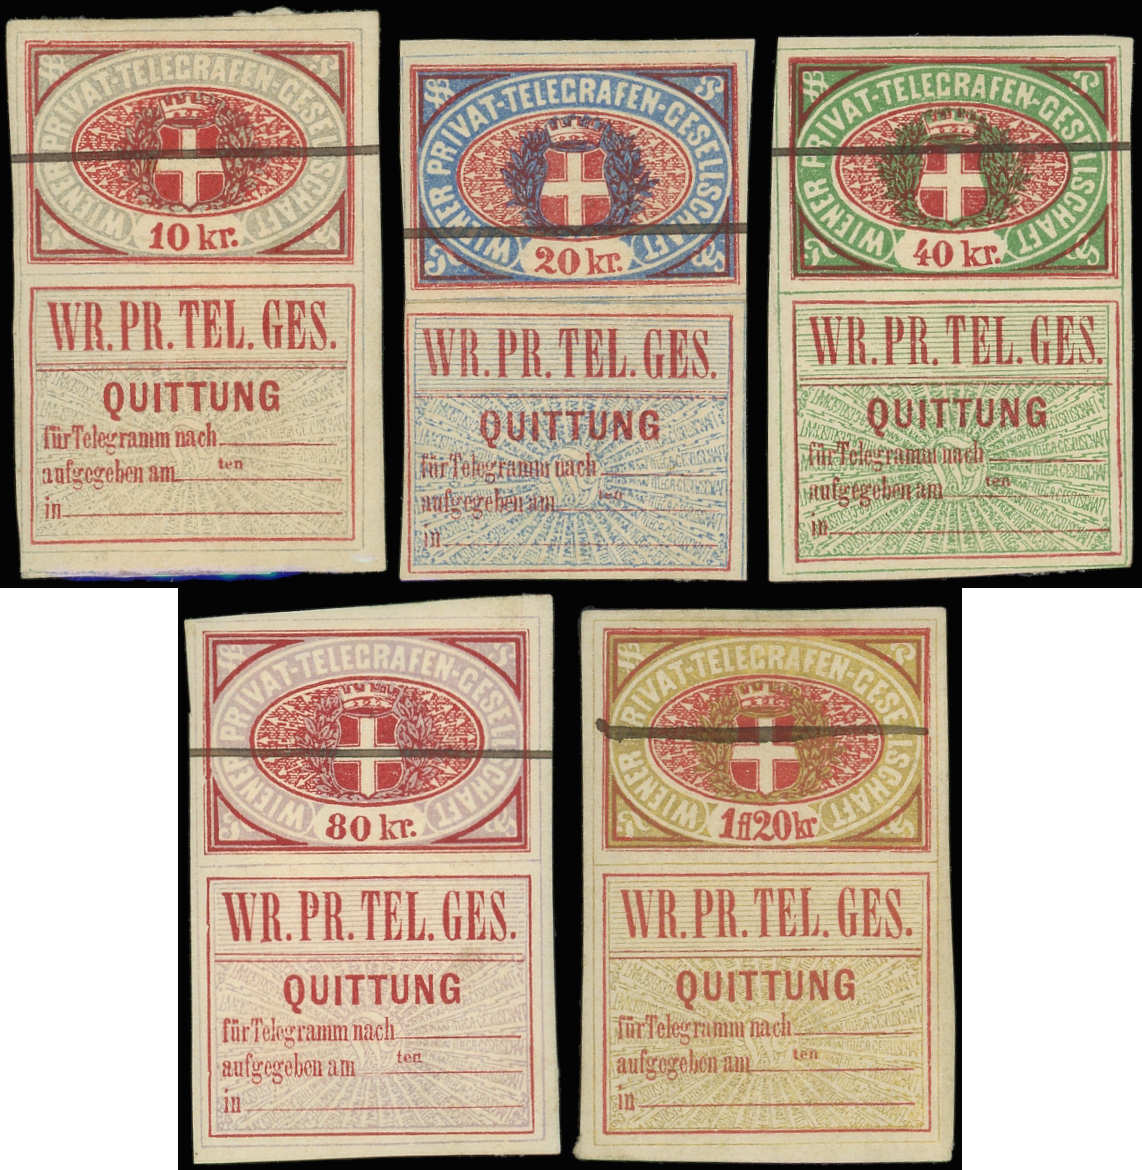 WIENER PRIVAT-TELEGRAFEN-GESELLSCHAFT
10 kr.
WR. PR. TEL. GES.
QUITTUNG
für Telegramm nach
aufgegeben am ten
in
WIENER PRIVAT-TELEGRAFEN-GESELLSCHAFT
20 kr.
WR. PR. TEL. GES.
QUITTUNG
für Telegramm nach
aufgegeben am ten
in
WIENER PRIVAT-TELEGRAFEN-GESELLSCHAFT
40 kr.
WR. PR. TEL. GES.
QUITTUNG
für Telegramm nach
aufgegeben am ten
in
WIENER PRIVAT-TELEGRAFEN-GESELLSCHAFT
80 kr.
WR. PR. TEL. GES.
QUITTUNG
für Telegramm nach
aufgegeben am ten
in
WIENER PRIVAT-TELEGRAFEN-GESELLSCHAFT
1 fl 20 kr
WR. PR. TEL. GES.
QUITTUNG
für Telegramm nach
aufgegeben am ten
in